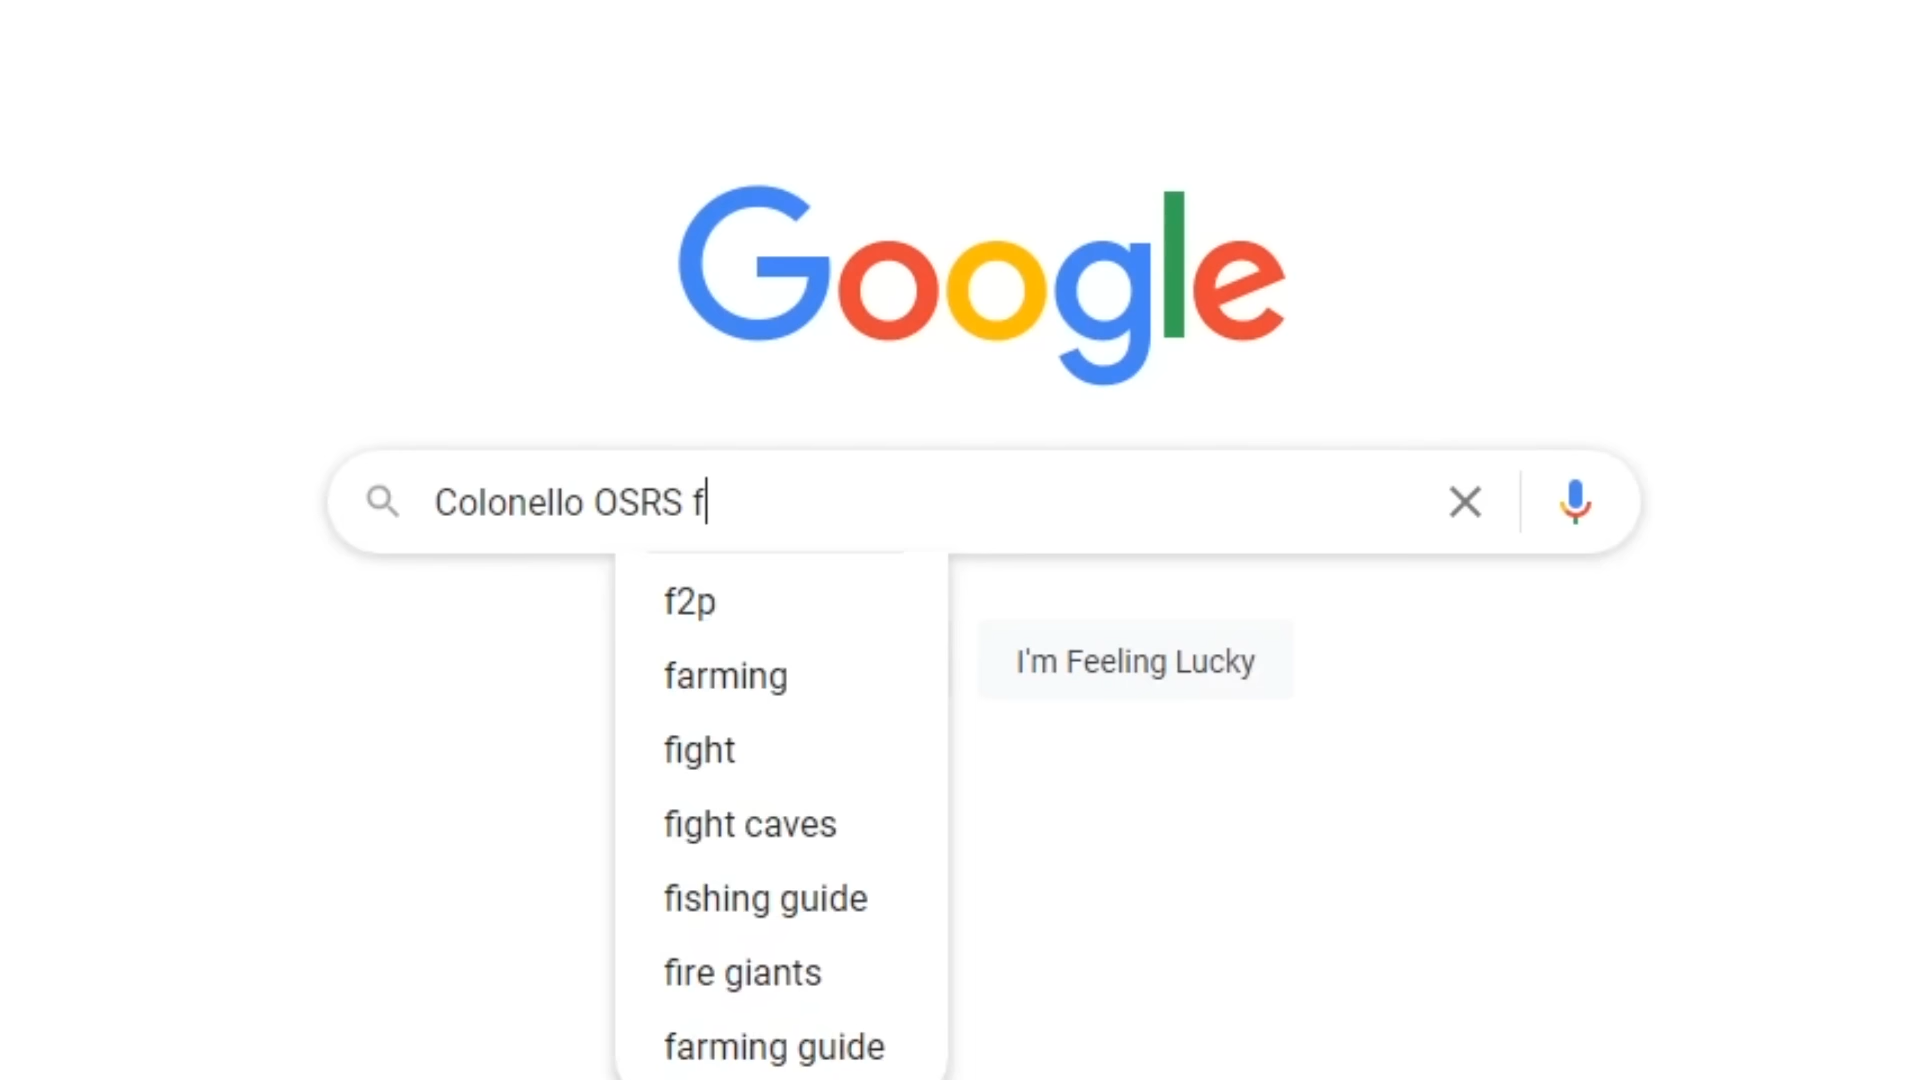 Google
Colonello OSRS f
f2p
farming
I'm Feeling Lucky
fight
fight caves
fishing guide
fire giants
farming guide